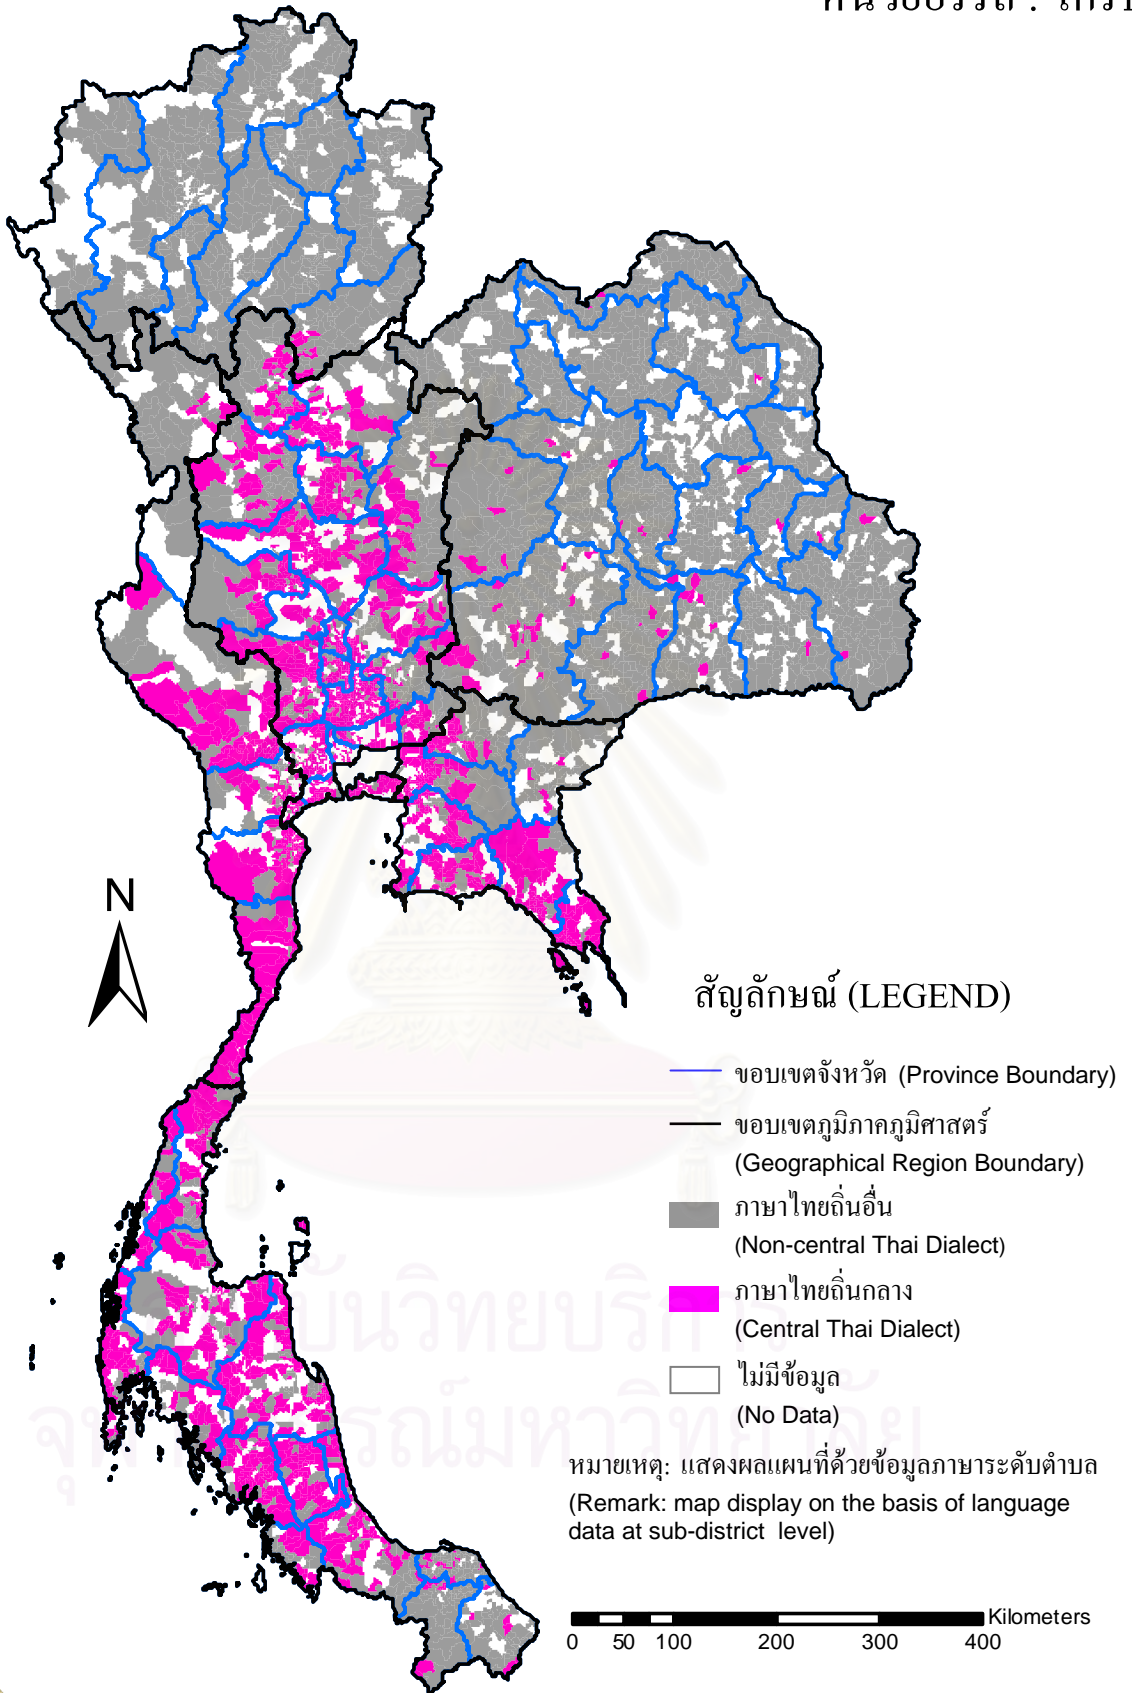 N
สัญลักษณ์ (LEGEND)
ขอบเขตจังหวัด (Province Boundary)
ขอบเขตภูมิภาคภูมิศาสตร์
(Geographical Region Boundary)
ภาษาไทยถิ่นอื่น
(Non-central Thai Dialect)
ภาษาไทยถิ่นกลาง
(Central Thai Dialect)
ไม่มีข้อมูล
(No Data)
หมายเหตุ: แสดงผลแผนที่ด้วยข้อมูลภาษาระดับตำบล
(Remark: map display on the basis of language
data at sub-district level)
Kilometers
0 50 100 200 300 400